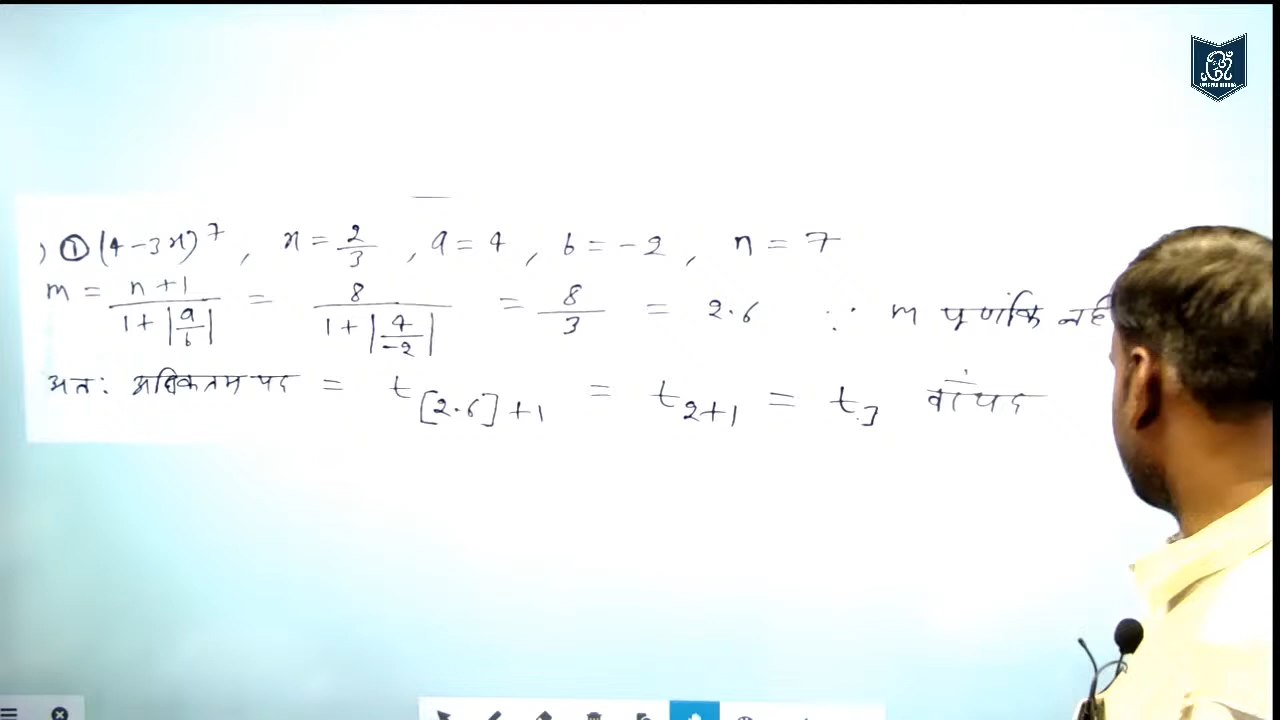 ) ① (4-3x)⁷, x = 2/3, a = 4, b = -2, n = 7
m = (n+1)/(1+|a/b|) = 8/(1+|4/-2|) = 8/3 = 2.6 ∵ m पूर्णांक नहीं
अतः अधिकतम पद = t[2.6]+1 = t2+1 = t3 वांपद